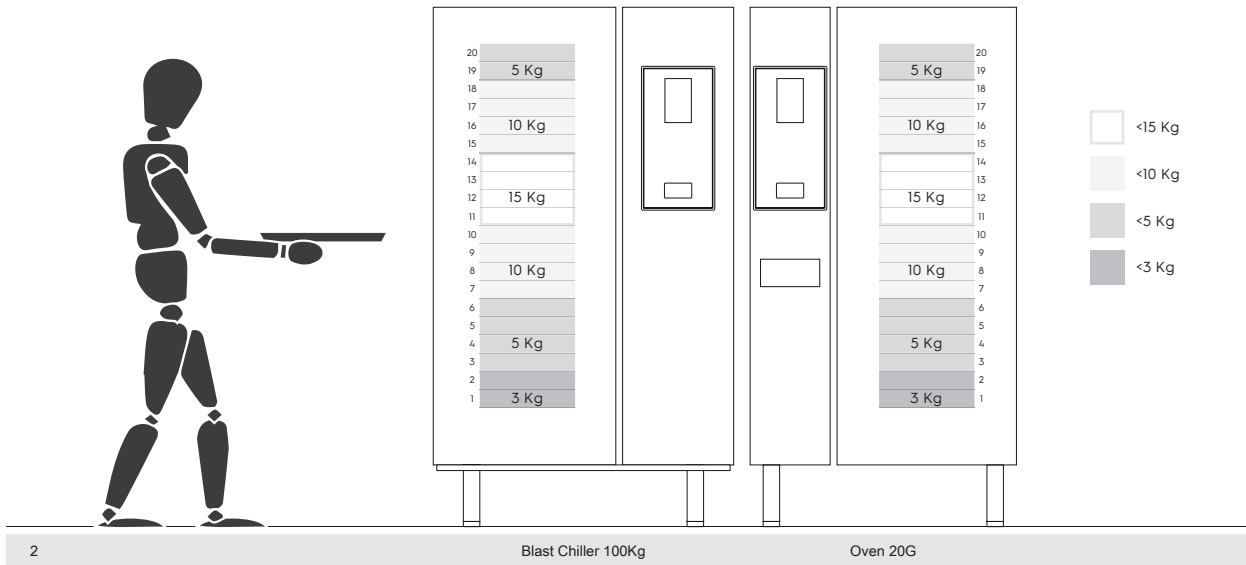 20 20
19 5 Kg 5 Kg 19
18 18
17 17
16 10 Kg 10 Kg 16
15 15
14 14
13 13
12 15 Kg 15 Kg 12
11 11
10 10
9 9
8 10 Kg 10 Kg 8
7 7
6 6
5 5
4 5 Kg 5 Kg 4
3 3
2 2
1 3 Kg 3 Kg 1
<15 Kg
<10 Kg
<5 Kg
<3 Kg
2 Blast Chiller 100Kg Oven 20G